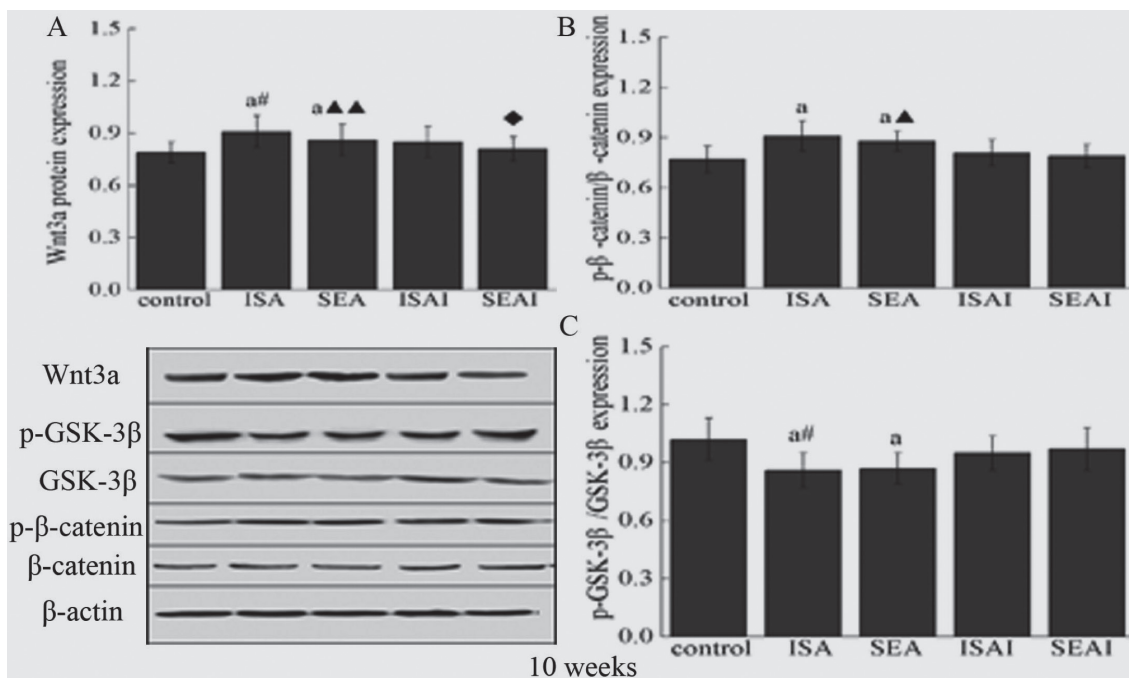 A
Wnt3a protein expression
1.5
1.2
0.9
0.6
0.3
0.0
a#
a▲▲
◆
control ISA SEA ISAI SEAI
B
p-β -catenin/β -catenin expression
1.5
1.2
0.9
0.6
0.3
0.0
a
a▲
control ISA SEA ISAI SEAI
Wnt3a
p-GSK-3β
GSK-3β
p-β-catenin
β-catenin
β-actin
C
p-GSK-3β /GSK-3β expression
1.5
1.2
0.9
0.6
0.3
0.0
a#
a
control ISA SEA ISAI SEAI
10 weeks